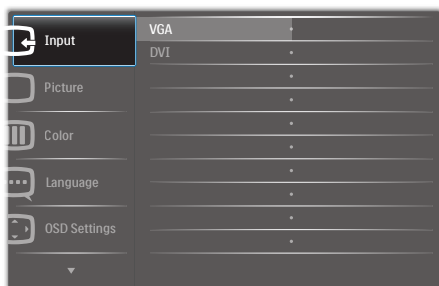 Input
VGA
DVI
Picture
Color
Language
OSD Settings